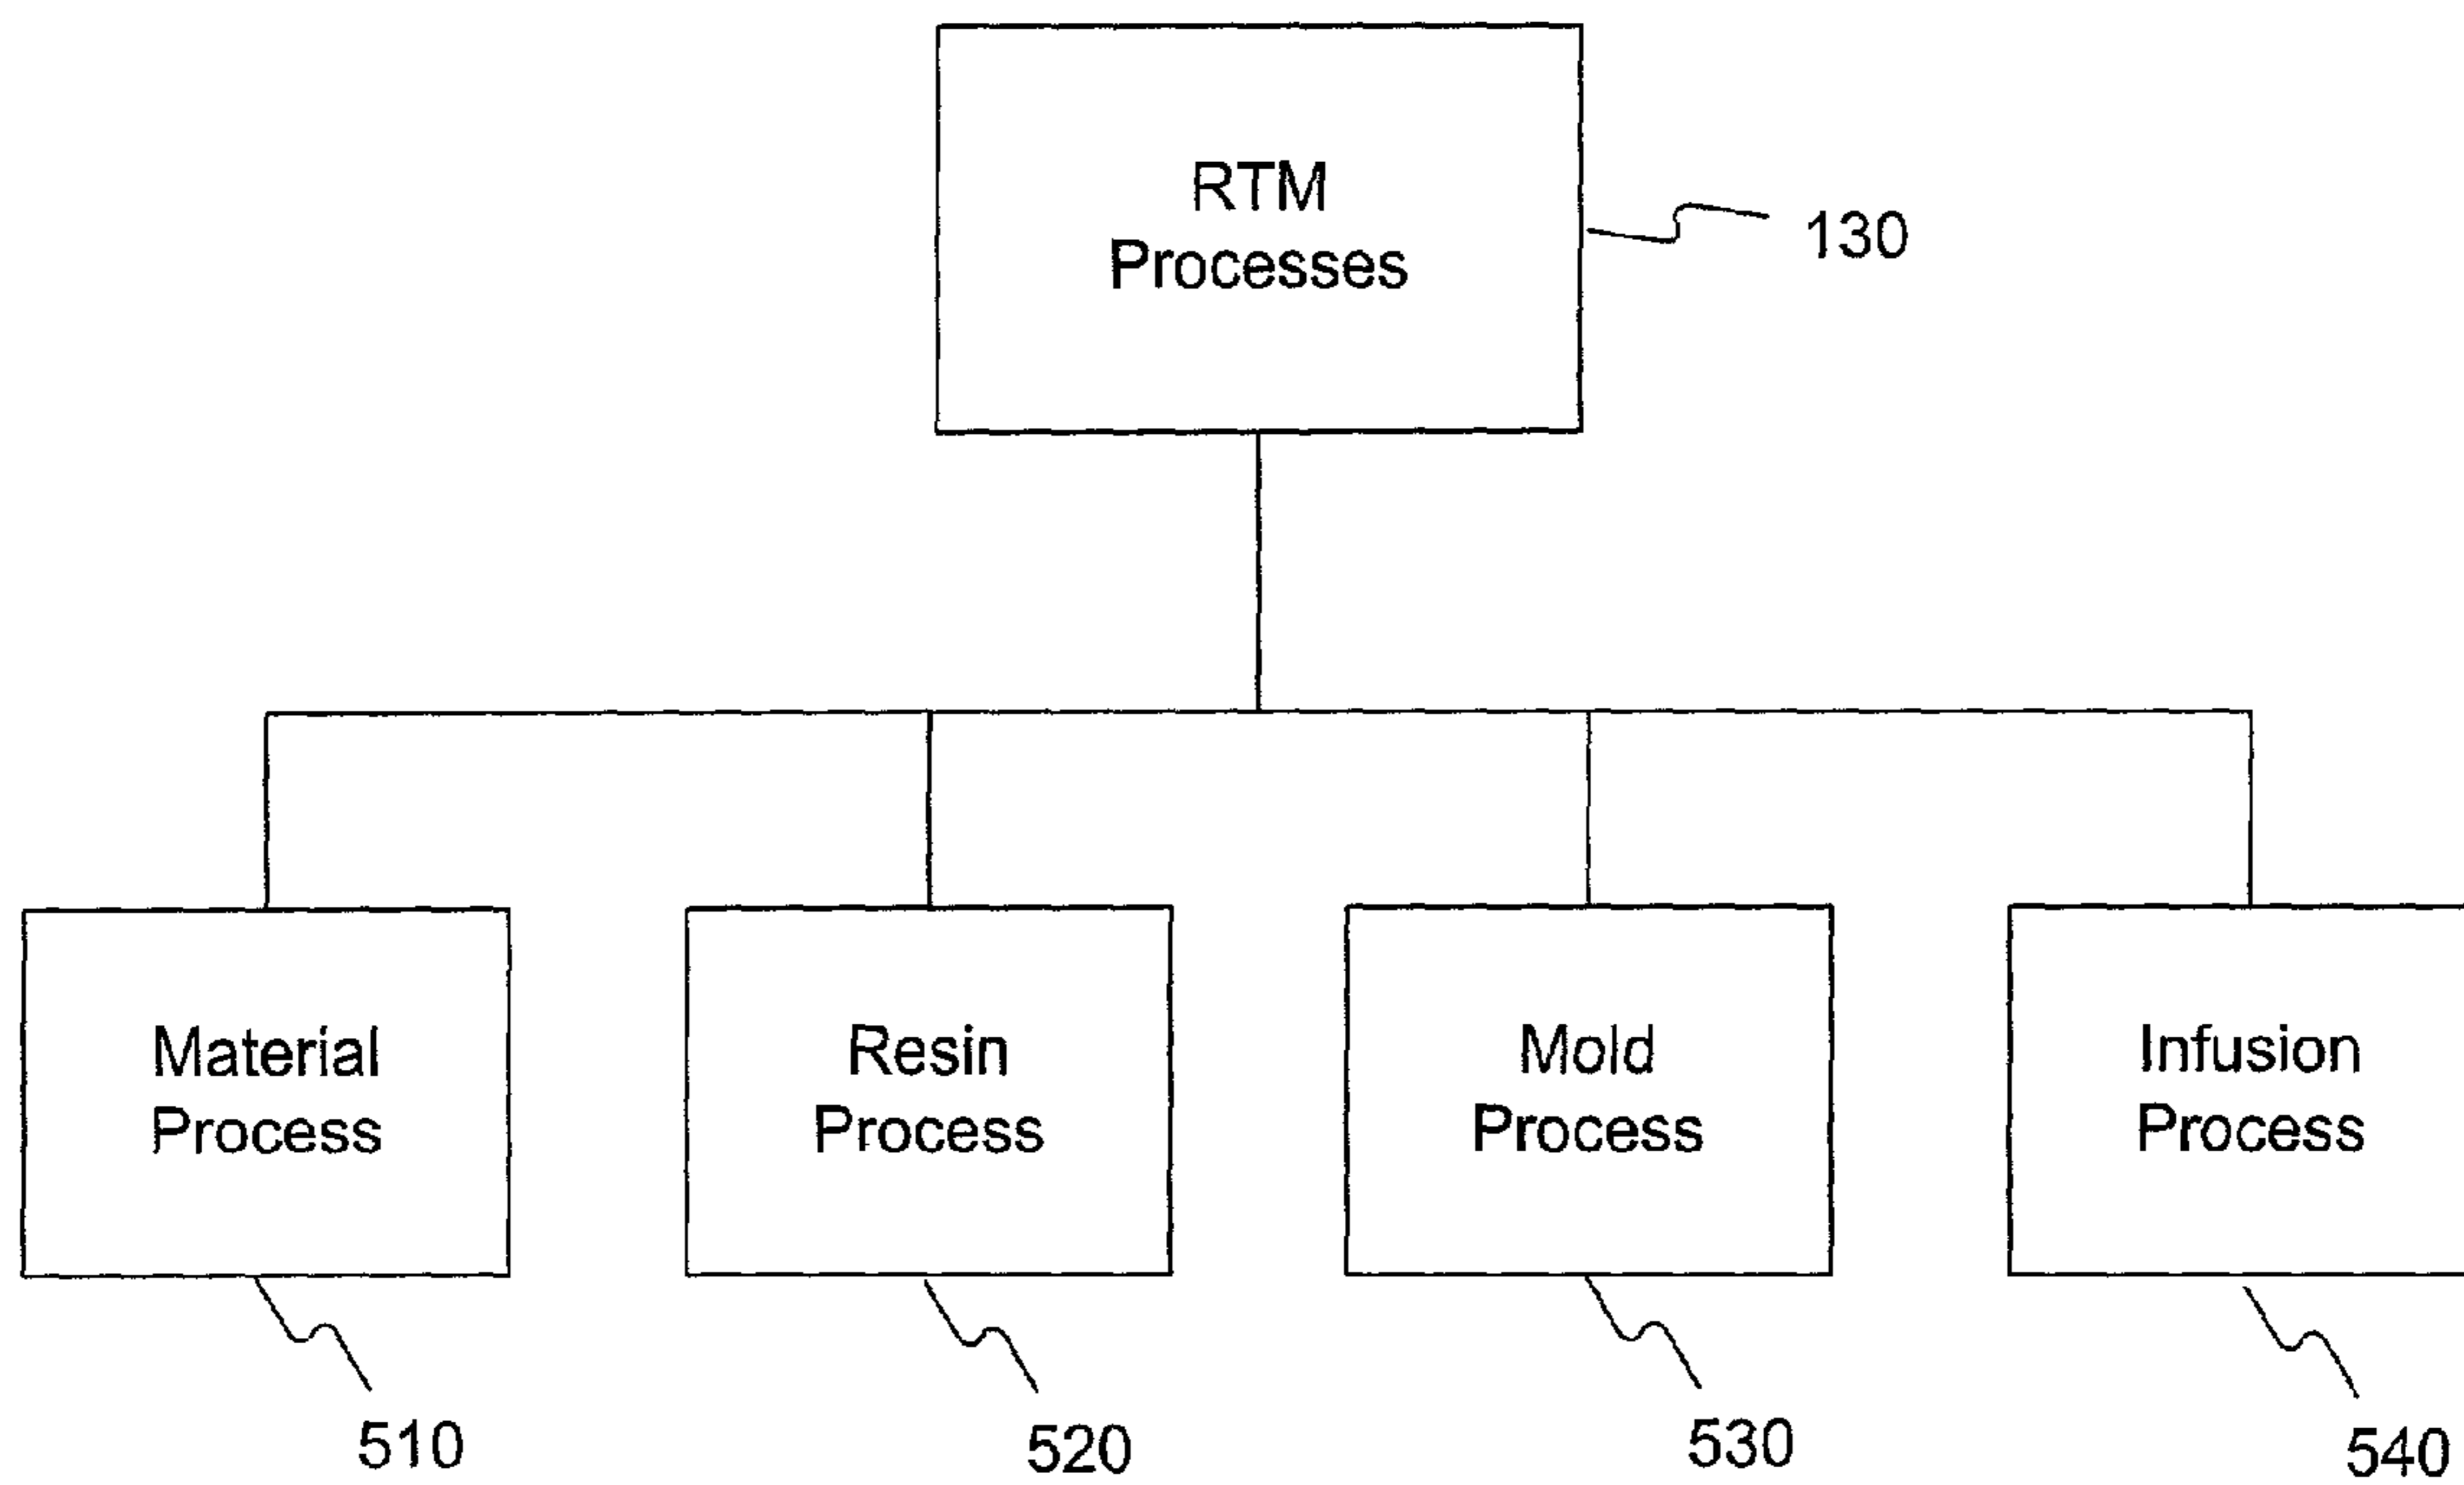 RTM
Processes
130
Material
Process
Resin
Process
Mold
Process
Infusion
Process
510
520
530
540